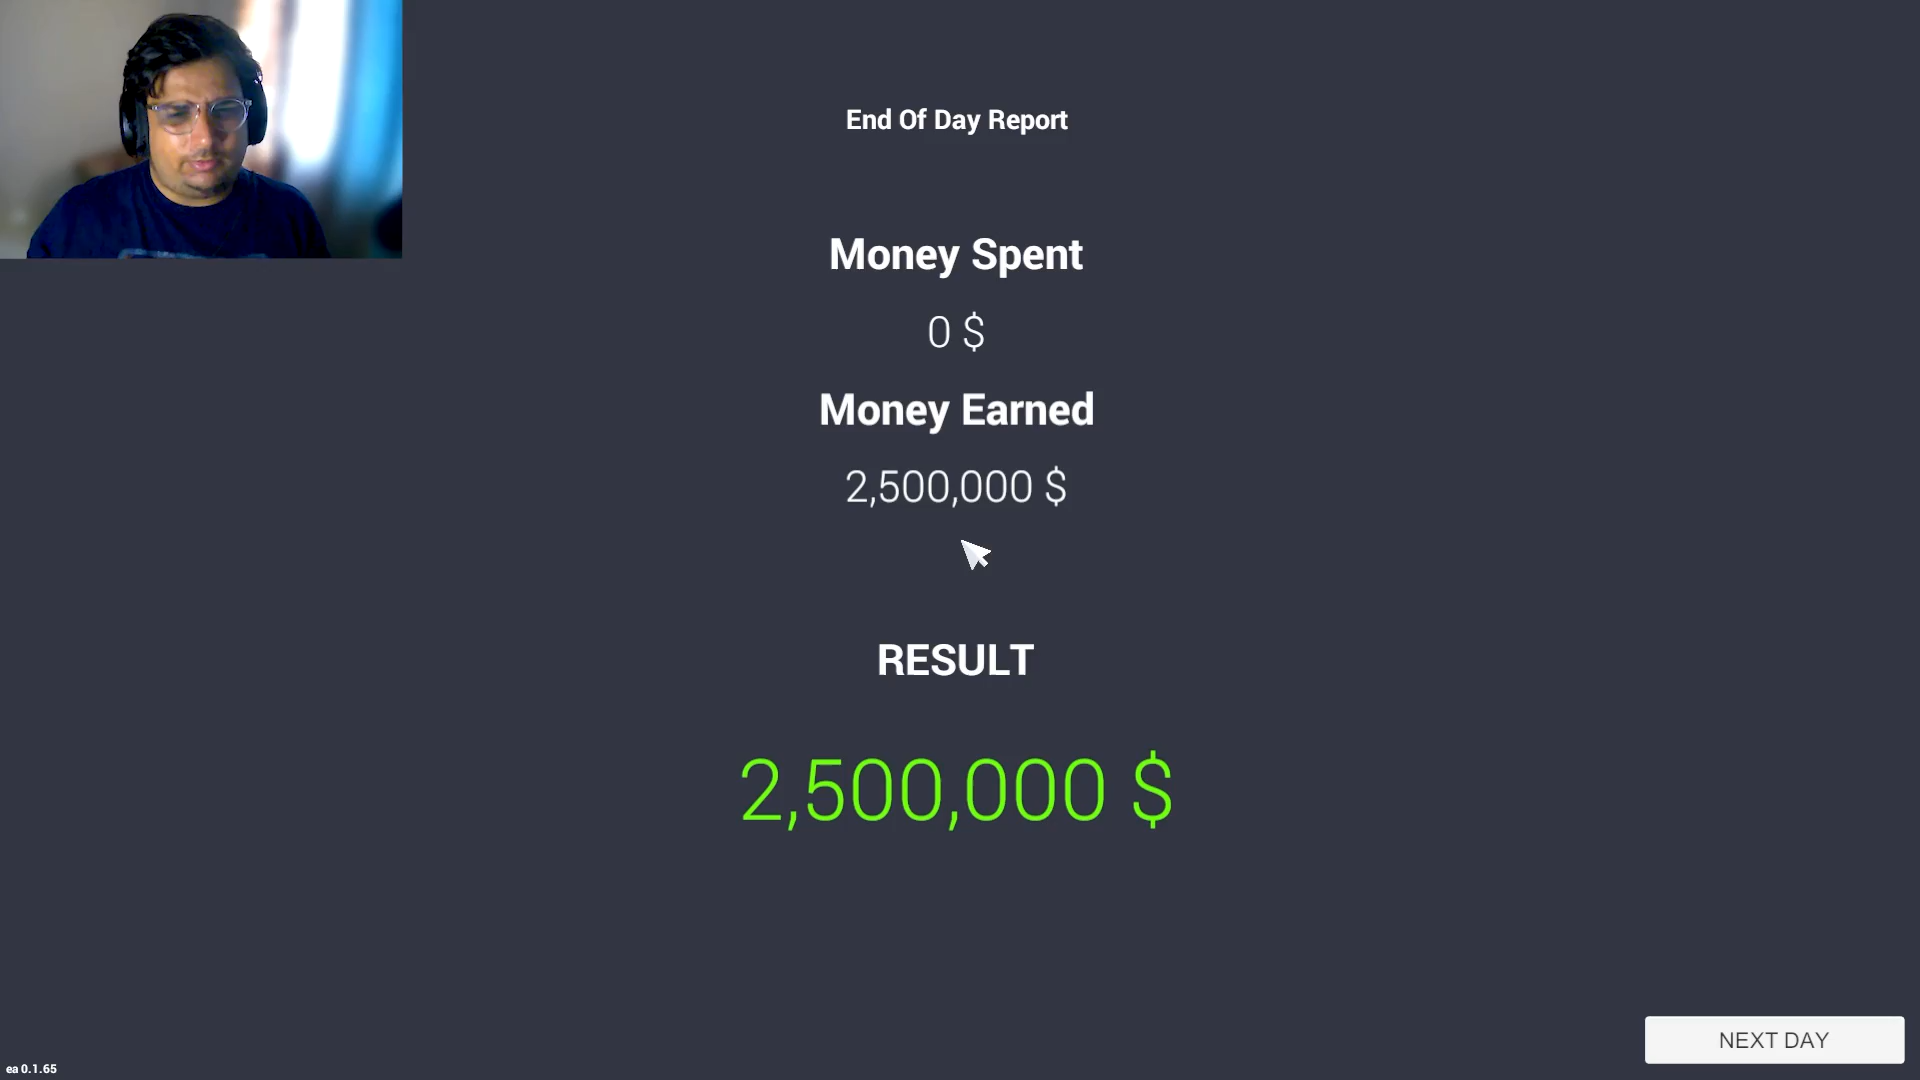 End Of Day Report
Money Spent
0 $
Money Earned
2,500,000 $
RESULT
2,500,000 $
NEXT DAY
ea 0.1.65